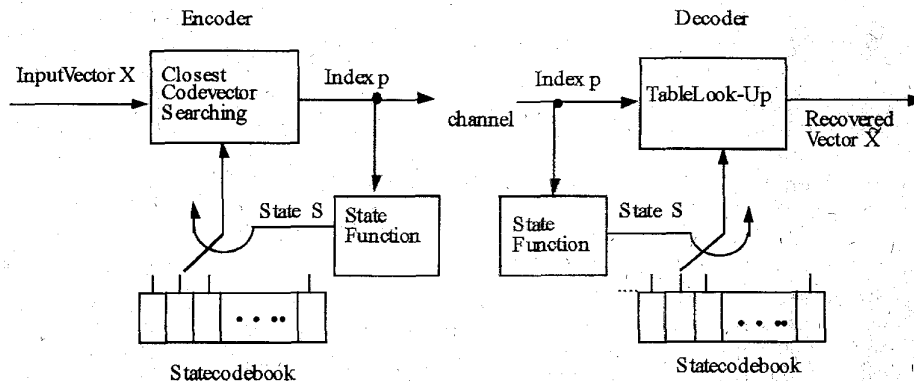 Encoder
Decoder
InputVector X
Closest
Codevector
Searching
Index p
channel
Index p
TableLook-Up
Recovered
Vector X̃
State S
State
Function
State
Function
State S
Statecodebook
Statecodebook